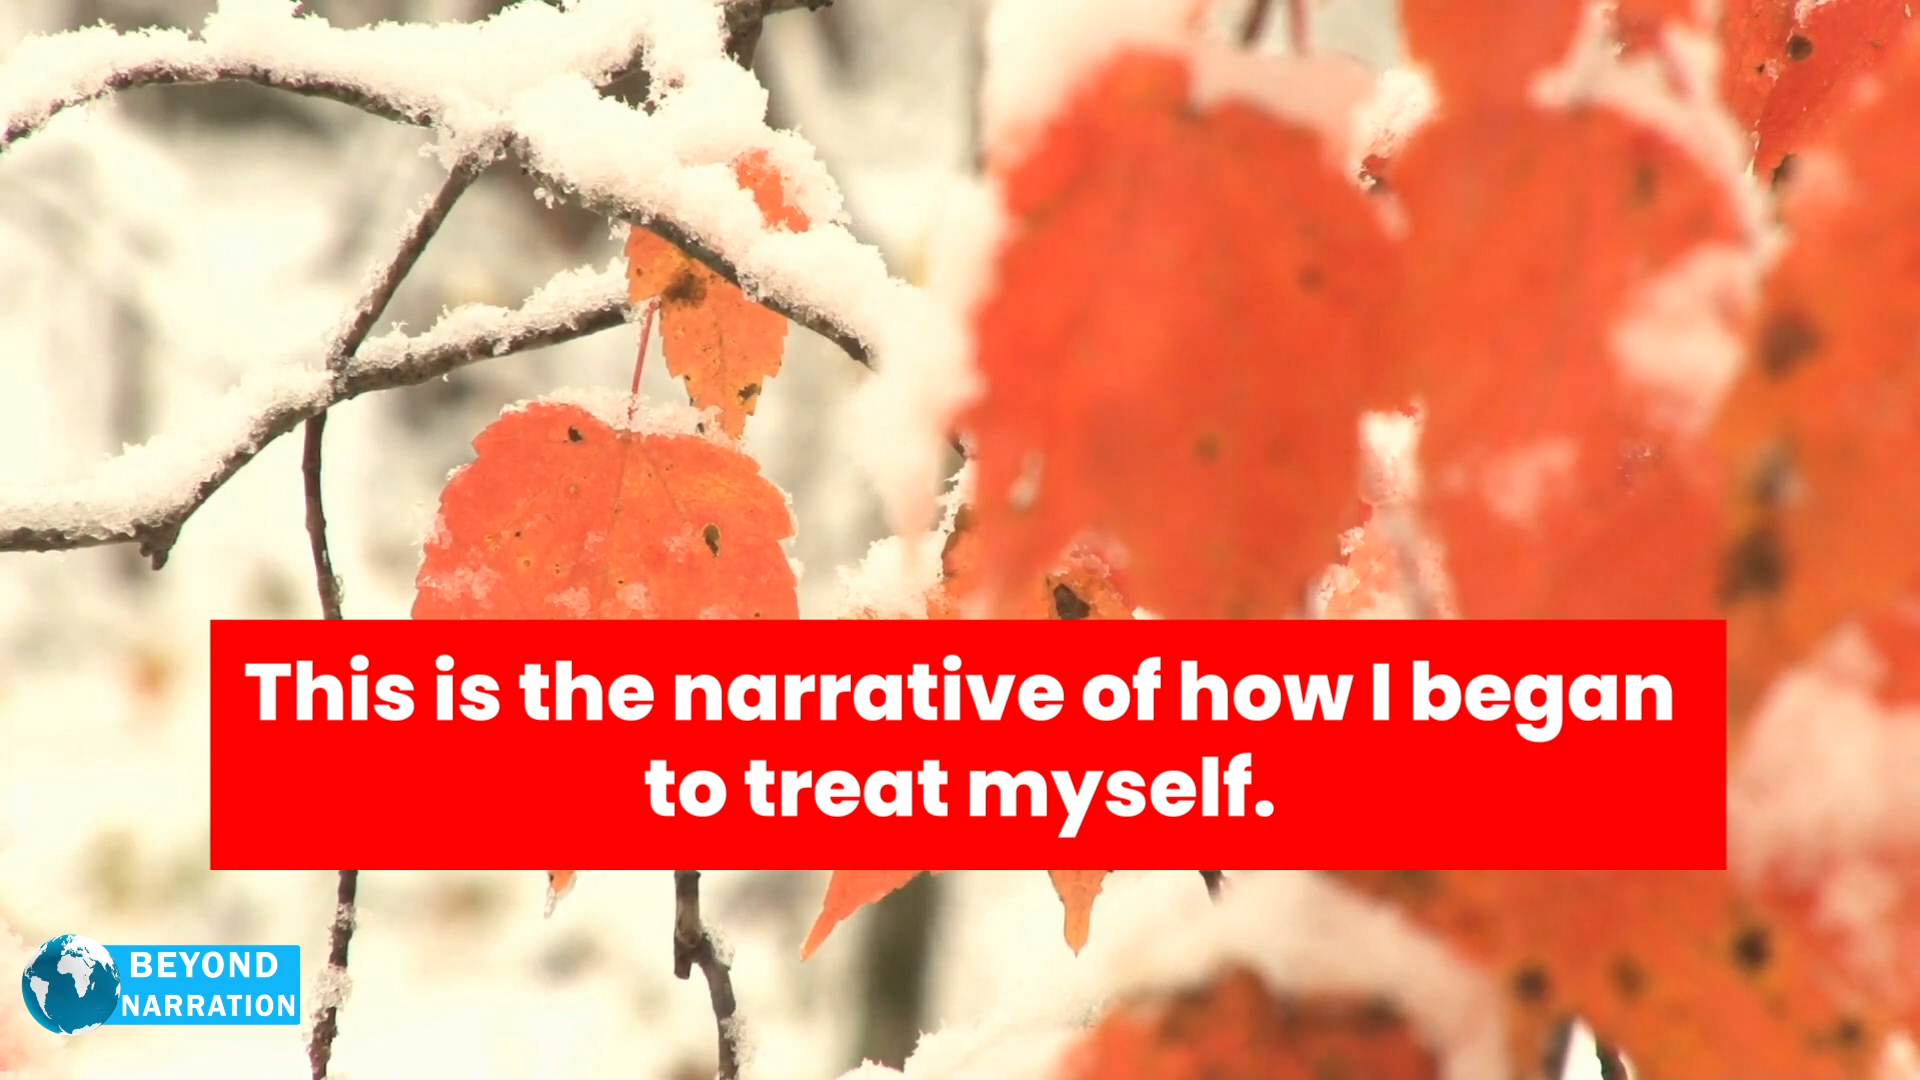 This is the narrative of how I began
to treat myself.
BEYOND
NARRATION